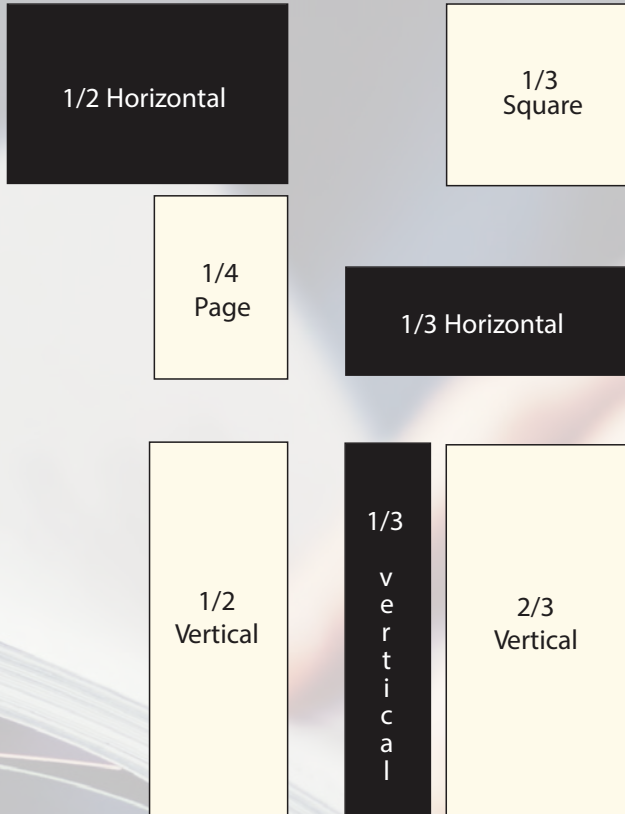 1/2 Horizontal
1/3
Square
1/4
Page
1/3 Horizontal
1/2
Vertical
1/3
vertical
2/3
Vertical